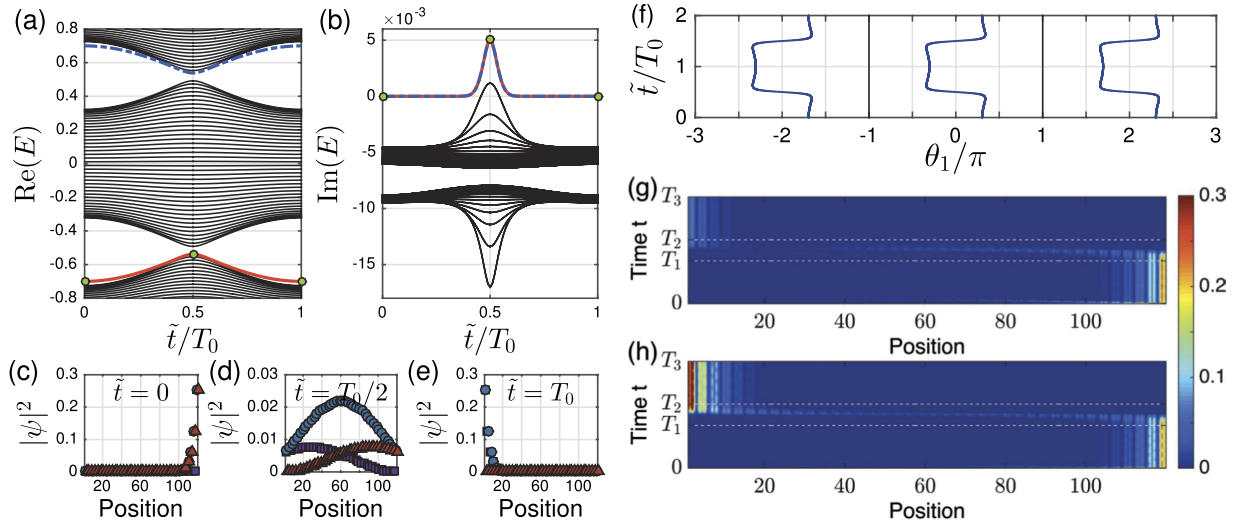 (a)
0.8
0.6
0.4
0.2
0
-0.2
-0.4
-0.6
-0.8
Re(E)
0
0.5
1
t̃/T₀
(b)
×10⁻³
5
0
-5
-10
-15
Im(E)
0
0.5
1
t̃/T₀
(c)
0.3
0.2
0.1
0
|ψ|²
t̃ = 0
20 60 100
Position
(d)
0.03
0.02
0.01
0
|ψ|²
t̃ = T₀/2
20 60 100
Position
(e)
0.3
0.2
0.1
0
|ψ|²
t̃ = T₀
20 60 100
Position
(f)
2
1
0
t̃/T₀
-3 -2 -1 0 1 2 3
θ₁/π
(g)
T₃
T₂
T₁
0
Time t
20 40 60 80 100
Position
(h)
T₃
T₂
T₁
0
Time t
20 40 60 80 100
Position
0.3
0.2
0.1
0